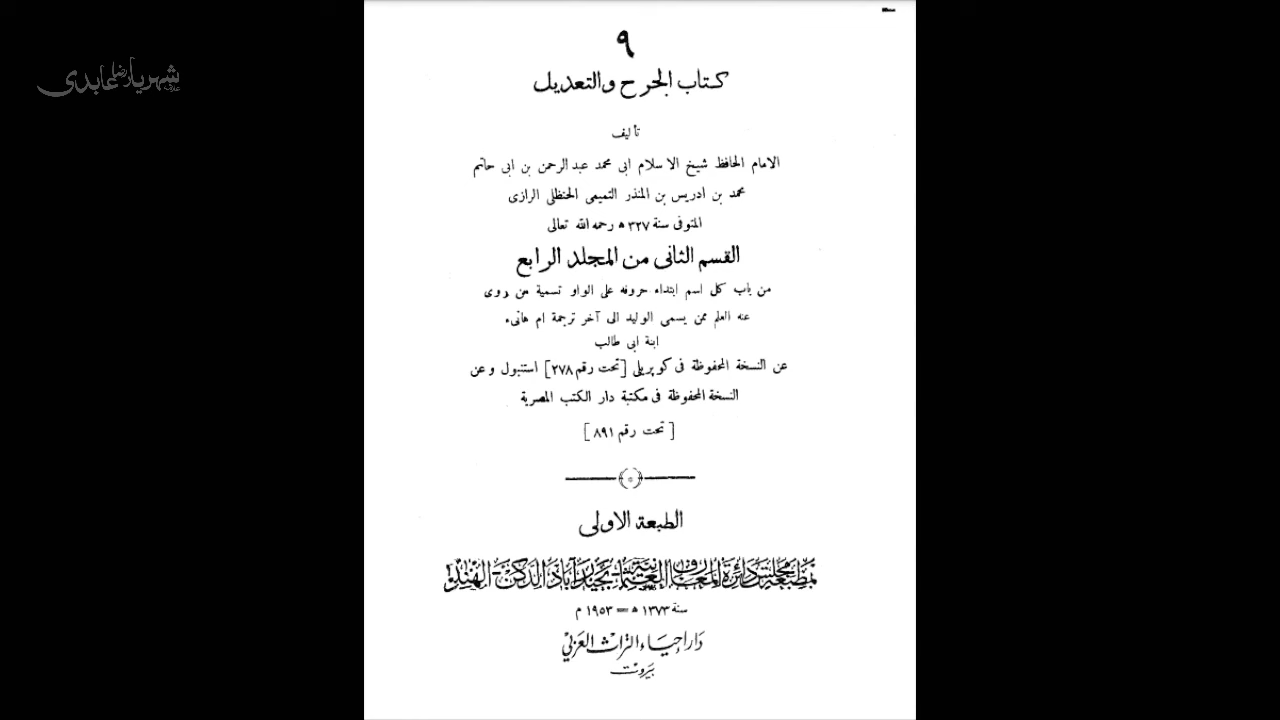 شہریار رضا عابدی
٩
كتاب الجرح والتعديل
تأليف
الامام الحافظ شيخ الاسلام ابى محمد عبد الرحمن بن ابى حاتم
محمد بن ادريس بن المنذر التميمى الحنظلى الرازى
المتوفى سنة ٣٢٧ ھ رحمه الله تعالى
القسم الثانى من المجلد الرابع
من باب كل اسم ابتداء حروفه على الواو تسمية من روى
عنه العلم ممن يسمى الوليد الى آخر ترجمة ام هانىء
ابنة ابى طالب
عن النسخة المحفوظة فى كوپريلى [تحت رقم ٢٧٨] استنبول وعن
النسخة المحفوظة فى مكتبة دار الكتب المصرية
[تحت رقم ٨٩١]
الطبعة الاولى
بمطبعة مجلس دائرة المعارف العثمانية بحيدرآباد الدكن - الهند
سنة ١٣٧٣ ھ = ١٩٥٣ م
دار إحياء التراث العربي
بيروت